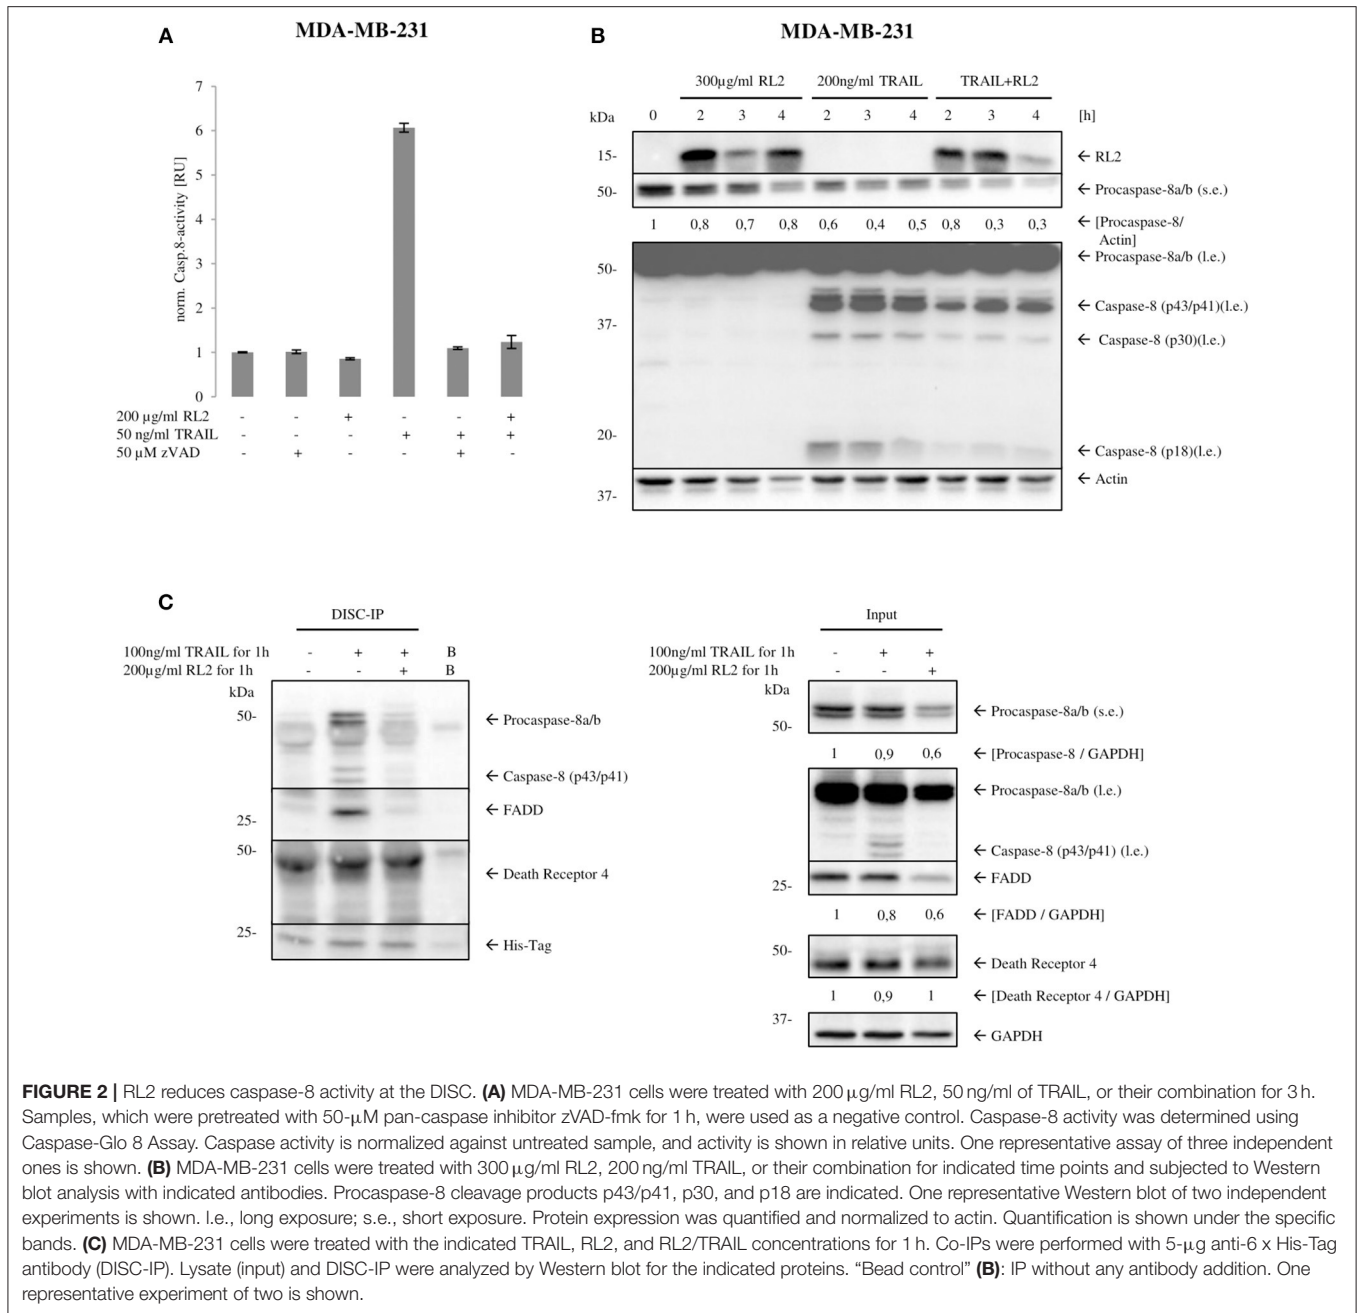 A
MDA-MB-231
norm. Casp.8-activity [RU]
7
6
5
4
3
2
1
0
200 µg/ml RL2 - - + - - +
50 ng/ml TRAIL - - - + + +
50 µM zVAD - + - - + -
B
MDA-MB-231
300µg/ml RL2 200ng/ml TRAIL TRAIL+RL2
kDa 0 2 3 4 2 3 4 2 3 4 [h]
15- ← RL2
50- ← Procaspase-8a/b (s.e.)
1 0,8 0,7 0,8 0,6 0,4 0,5 0,8 0,3 0,3 ← [Procaspase-8/
Actin]
← Procaspase-8a/b (l.e.)
50-
← Caspase-8 (p43/p41)(l.e.)
37-
← Caspase-8 (p30)(l.e.)
20-
← Caspase-8 (p18)(l.e.)
← Actin
37-
C
DISC-IP
100ng/ml TRAIL for 1h - + + B
200µg/ml RL2 for 1h - - + B
kDa
50- ← Procaspase-8a/b
← Caspase-8 (p43/p41)
← FADD
25-
50-
← Death Receptor 4
25-
← His-Tag
Input
100ng/ml TRAIL for 1h - + +
200µg/ml RL2 for 1h - - +
kDa
← Procaspase-8a/b (s.e.)
50-
1 0,9 0,6 ← [Procaspase-8 / GAPDH]
← Procaspase-8a/b (l.e.)
← Caspase-8 (p43/p41) (l.e.)
← FADD
25-
1 0,8 0,6 ← [FADD / GAPDH]
50-
← Death Receptor 4
1 0,9 1 ← [Death Receptor 4 / GAPDH]
37-
← GAPDH
FIGURE 2 | RL2 reduces caspase-8 activity at the DISC. (A) MDA-MB-231 cells were treated with 200 µg/ml RL2, 50 ng/ml of TRAIL, or their combination for 3 h.
Samples, which were pretreated with 50-µM pan-caspase inhibitor zVAD-fmk for 1 h, were used as a negative control. Caspase-8 activity was determined using
Caspase-Glo 8 Assay. Caspase activity is normalized against untreated sample, and activity is shown in relative units. One representative assay of three independent
ones is shown. (B) MDA-MB-231 cells were treated with 300 µg/ml RL2, 200 ng/ml TRAIL, or their combination for indicated time points and subjected to Western
blot analysis with indicated antibodies. Procaspase-8 cleavage products p43/p41, p30, and p18 are indicated. One representative Western blot of two independent
experiments is shown. l.e., long exposure; s.e., short exposure. Protein expression was quantified and normalized to actin. Quantification is shown under the specific
bands. (C) MDA-MB-231 cells were treated with the indicated TRAIL, RL2, and RL2/TRAIL concentrations for 1 h. Co-IPs were performed with 5-µg anti-6 x His-Tag
antibody (DISC-IP). Lysate (input) and DISC-IP were analyzed by Western blot for the indicated proteins. “Bead control” (B): IP without any antibody addition. One
representative experiment of two is shown.